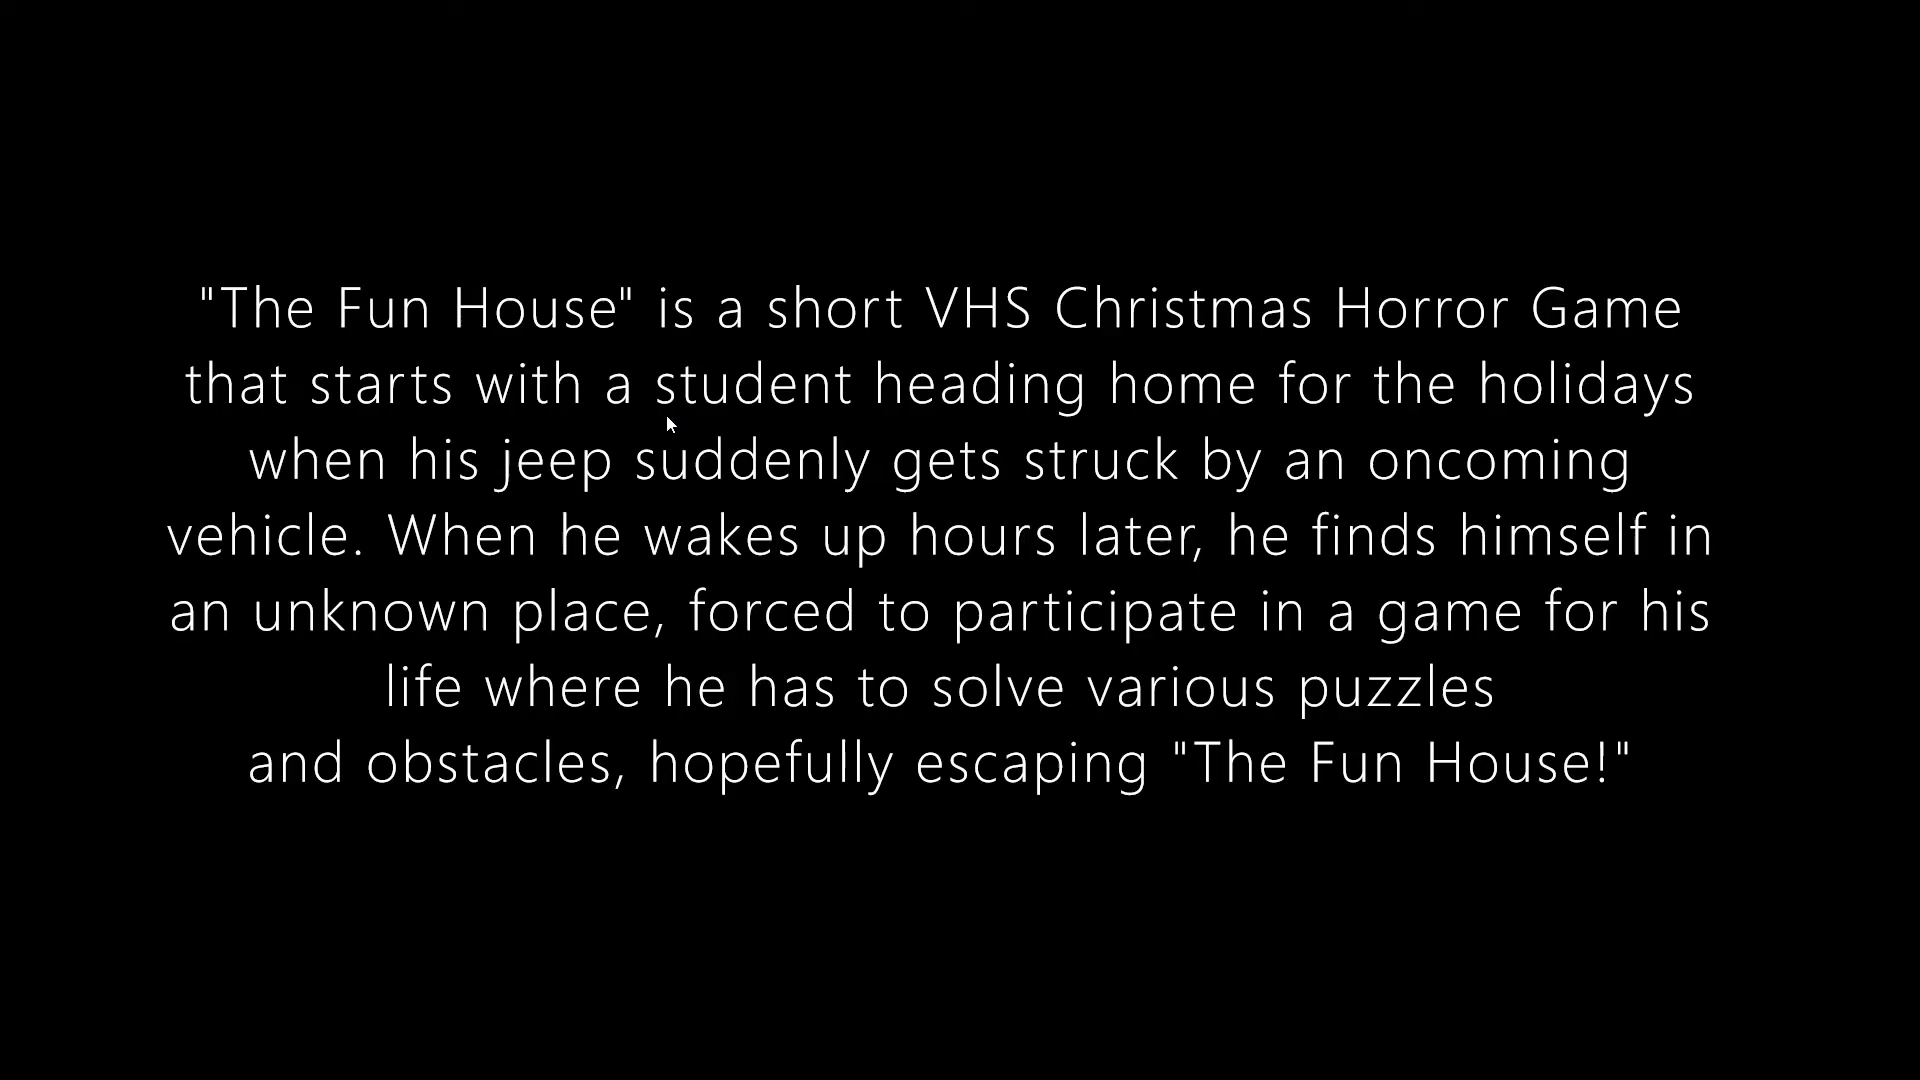 "The Fun House" is a short VHS Christmas Horror Game
that starts with a student heading home for the holidays
when his jeep suddenly gets struck by an oncoming
vehicle. When he wakes up hours later, he finds himself in
an unknown place, forced to participate in a game for his
life where he has to solve various puzzles
and obstacles, hopefully escaping "The Fun House!"